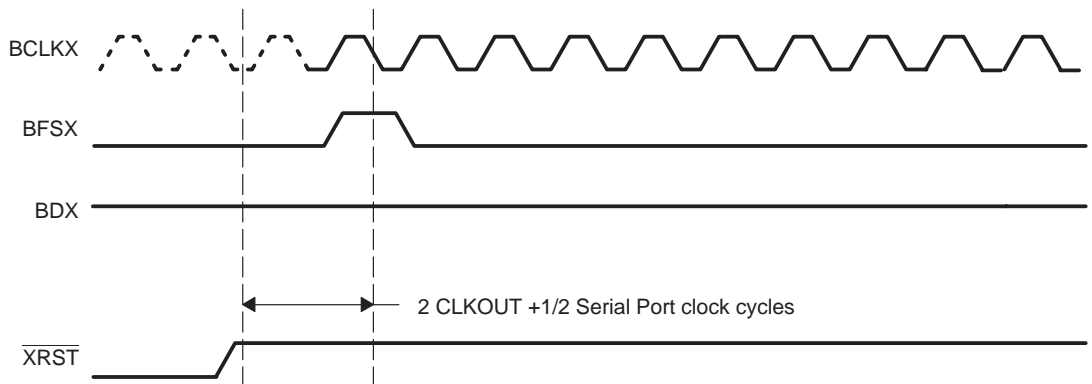 BCLKX
BFSX
BDX
2 CLKOUT +1/2 Serial Port clock cycles
XRST